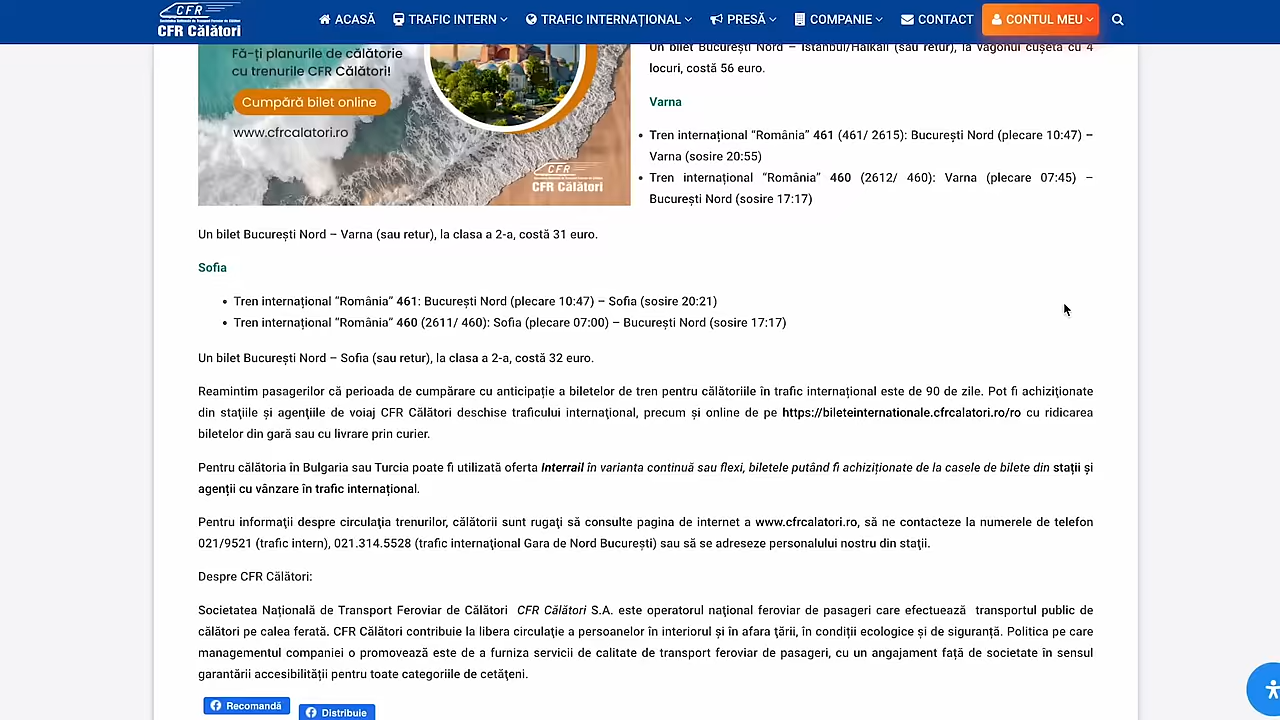 CFR
CFR Călători
ACASĂ
TRAFIC INTERN
TRAFIC INTERNAȚIONAL
PRESĂ
COMPANIE
CONTACT
CONTUL MEU
Fă-ți planurile de călătorie
cu trenurile CFR Călători!
Cumpără bilet online
www.cfrcalatori.ro
CFR
CFR Călători
Un bilet București Nord – Istanbul/Halkali (sau retur), la vagonul cușetă cu 4
locuri, costă 56 euro.
Varna
• Tren internațional “România” 461 (461/ 2615): București Nord (plecare 10:47) –
Varna (sosire 20:55)
• Tren internațional “România” 460 (2612/ 460): Varna (plecare 07:45) –
București Nord (sosire 17:17)
Un bilet București Nord – Varna (sau retur), la clasa a 2-a, costă 31 euro.
Sofia
• Tren internațional “România” 461: București Nord (plecare 10:47) – Sofia (sosire 20:21)
• Tren internațional “România” 460 (2611/ 460): Sofia (plecare 07:00) – București Nord (sosire 17:17)
Un bilet București Nord – Sofia (sau retur), la clasa a 2-a, costă 32 euro.
Reamintim pasagerilor că perioada de cumpărare cu anticipație a biletelor de tren pentru călătoriile în trafic internațional este de 90 de zile. Pot fi achiziţionate
din staţiile și agenţiile de voiaj CFR Călători deschise traficului internaţional, precum și online de pe https://bileteinternationale.cfrcalatori.ro/ro cu ridicarea
biletelor din gară sau cu livrare prin curier.
Pentru călătoria în Bulgaria sau Turcia poate fi utilizată oferta Interrail în varianta continuă sau flexi, biletele putând fi achiziționate de la casele de bilete din stații și
agenții cu vânzare în trafic internațional.
Pentru informaţii despre circulaţia trenurilor, călătorii sunt rugaţi să consulte pagina de internet a www.cfrcalatori.ro, să ne contacteze la numerele de telefon
021/9521 (trafic intern), 021.314.5528 (trafic internaţional Gara de Nord București) sau să se adreseze personalului nostru din staţii.
Despre CFR Călători:
Societatea Națională de Transport Feroviar de Călători CFR Călători S.A. este operatorul naţional feroviar de pasageri care efectuează transportul public de
călători pe calea ferată. CFR Călători contribuie la libera circulaţie a persoanelor în interiorul și în afara ţării, în condiții ecologice și de siguranță. Politica pe care
managementul companiei o promovează este de a furniza servicii de calitate de transport feroviar de pasageri, cu un angajament față de societate în sensul
garantării accesibilității pentru toate categoriile de cetăţeni.
Recomandă
Distribuie